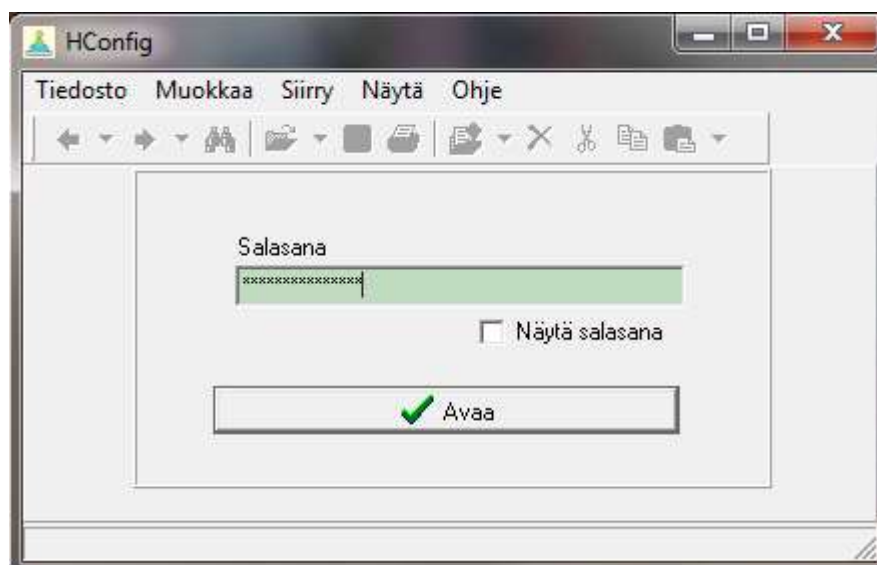 HConfig
Tiedosto Muokkaa Siirry Näytä Ohje
Salasana
***************
Näytä salasana
Avaa